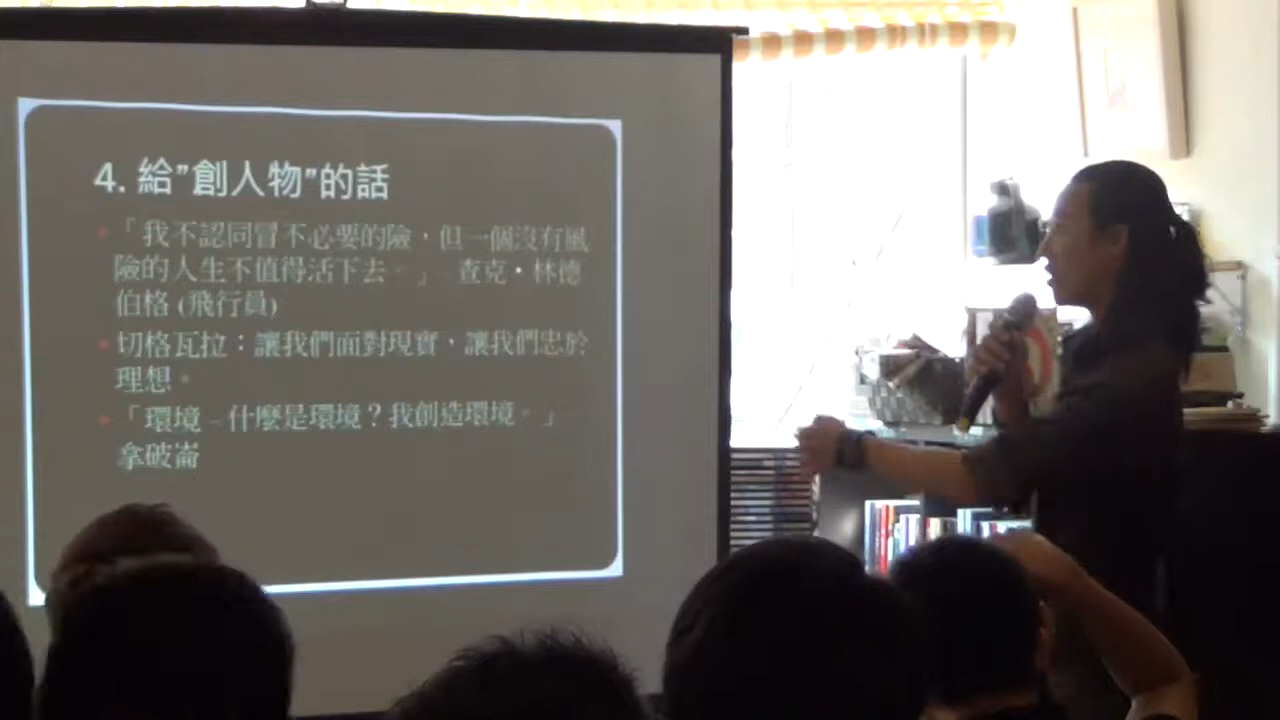 4. 給”創人物”的話
「我不認同冒不必要的險，但一個沒有風
險的人生不值得活下去。」- 查克・林德
伯格 (飛行員)
切格瓦拉：讓我們面對現實，讓我們忠於
理想。
「環境 – 什麼是環境？我創造環境。」-
拿破崙